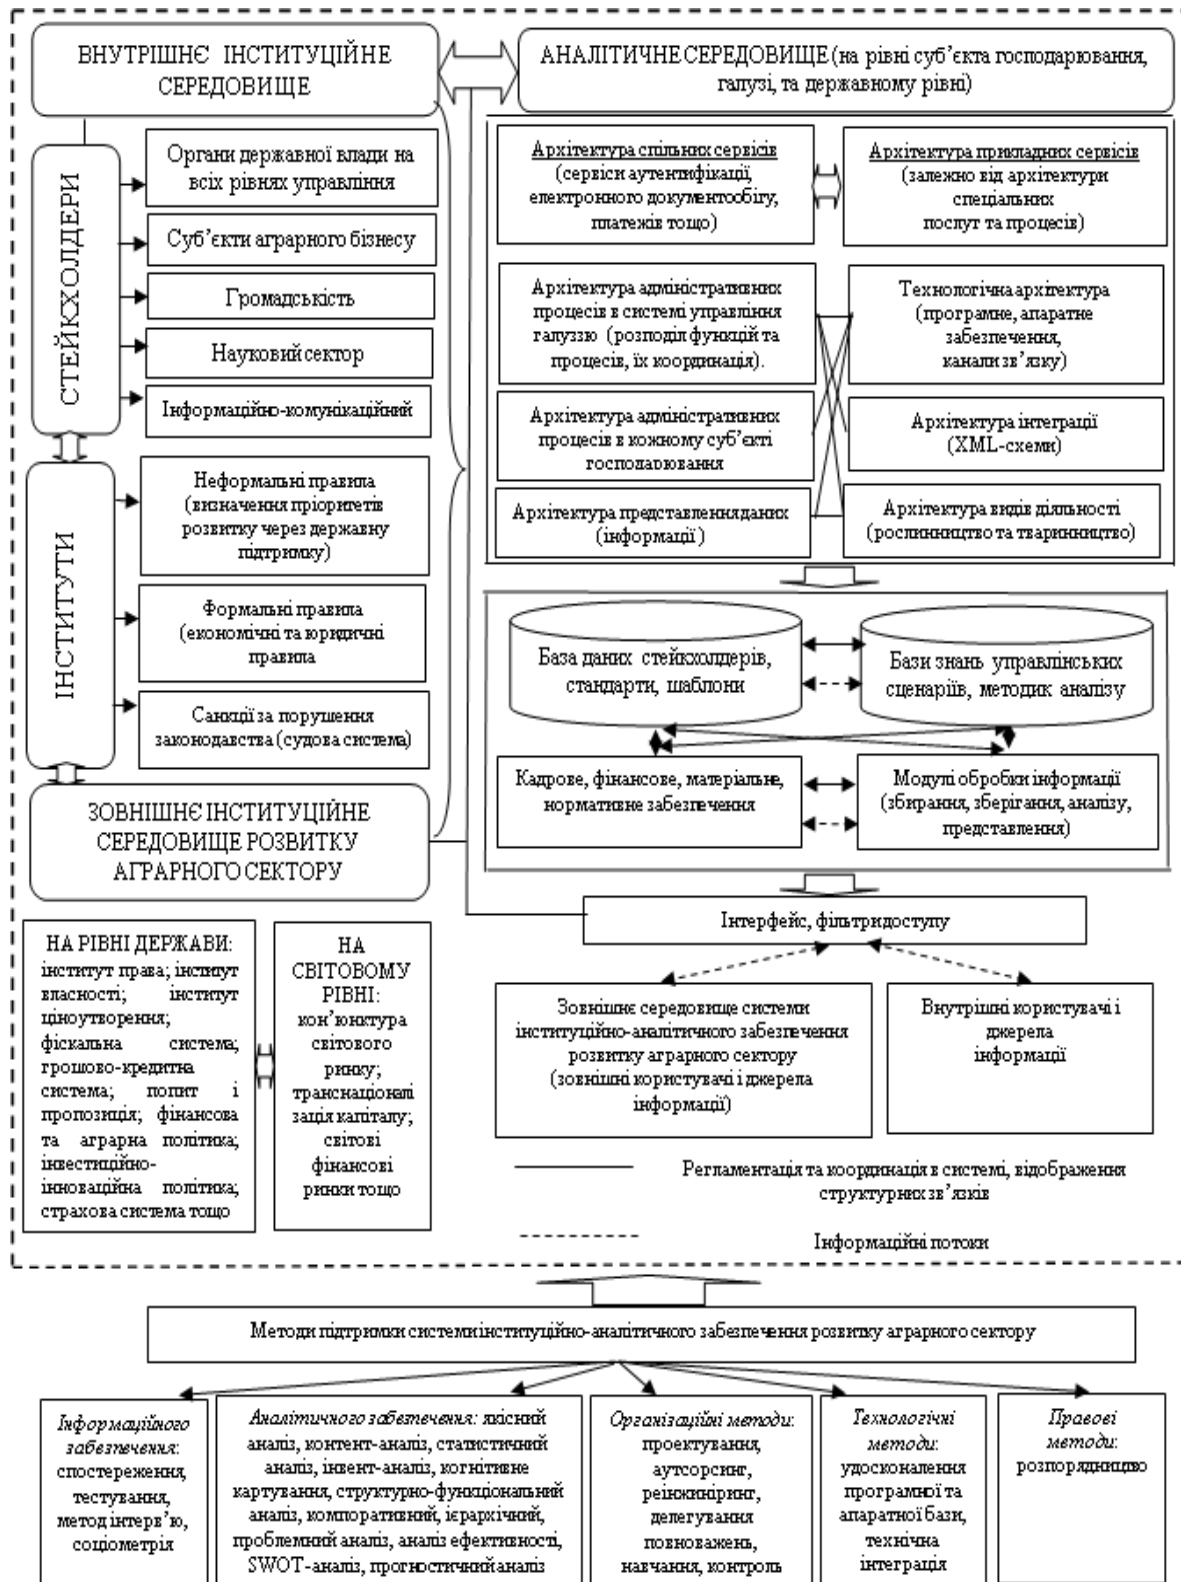 ВНУТРІШНЄ ІНСТИТУЦІЙНЕ
СЕРЕДОВИЩЕ
АНАЛІТИЧНЕ СЕРЕДОВИЩЕ (на рівні суб’єкта господарювання,
галузі, та державному рівні)
СТЕЙКХОЛДЕРИ
Органи державної влади на
всіх рівнях управління
Суб’єкти аграрного бізнесу
Громадськість
Науковий сектор
Інформаційно-комунікаційний
ІНСТИТУТИ
Неформальні правила
(визначення пріоритетів
розвитку через державну
підтримку)
Формальні правила
(економічні та юридичні
правила
Санкції за порушення
законодавства (судова система)
ЗОВНІШНЄ ІНСТИТУЦІЙНЕ
СЕРЕДОВИЩЕ РОЗВИТКУ
АГРАРНОГО СЕКТОРУ
НА РІВНІ ДЕРЖАВИ:
інститут права; інститут
власності; інститут
ціноутворення;
фіскальна система;
грошово-кредитна
система; попит і
пропозиція; фінансова
та аграрна політика;
інвестиційно-
інноваційна політика;
страхова система тощо
НА
СВІТОВОМУ
РІВНІ:
кон’юнктура
світового
ринку;
транснаціоналі
зація капіталу;
світові
фінансові
ринки тощо
Архітектура спільних сервісів
(сервіси аутентифікації,
електронного документообігу,
платежів тощо)
Архітектура прикладних сервісів
(залежно від архітектури
спеціальних
послуг та процесів)
Архітектура адміністративних
процесів в системі управління
галуззю (розподіл функцій та
процесів, їх координація).
Технологічна архітектура
(програмне, апаратне
забезпечення,
канали зв’язку)
Архітектура адміністративних
процесів в кожному суб’єкті
господарювання
Архітектура інтеграції
(XML-схеми)
Архітектура представлення даних
(інформації)
Архітектура видів діяльності
(рослинництво та тваринництво)
База даних стейкхолдерів,
стандарти, шаблони
Бази знань управлінських
сценаріїв, методик аналізу
Кадрове, фінансове, матеріальне,
нормативне забезпечення
Модулі обробки інформації
(збирання, зберігання, аналізу,
представлення)
Інтерфейс, фільтри доступу
Зовнішнє середовище системи
інституційно-аналітичного забезпечення
розвитку аграрного сектору
(зовнішні користувачі і джерела
інформації)
Внутрішні користувачі і
джерела
інформації
Регламентація та координація в системі, відображення
структурних зв’язків
Інформаційні потоки
Методи підтримки системи інституційно-аналітичного забезпечення розвитку аграрного сектору
Інформаційного
забезпечення:
спостереження,
тестування,
метод інтерв’ю,
соціометрія
Аналітичного забезпечення: якісний
аналіз, контент-аналіз, статистичний
аналіз, івент-аналіз, когнітивне
картування, структурно-функціональний
аналіз, компоративний, ієрархічний,
проблемний аналіз, аналіз ефективності,
SWOT-аналіз, прогностичний аналіз
Організаційні методи:
проектування,
аутсорсинг,
реінжиніринг,
делегування
повноважень,
навчання, контроль
Технологічні
методи:
удосконалення
програмної та
апаратної бази,
технічна
інтеграція
Правові
методи:
розпорядництво